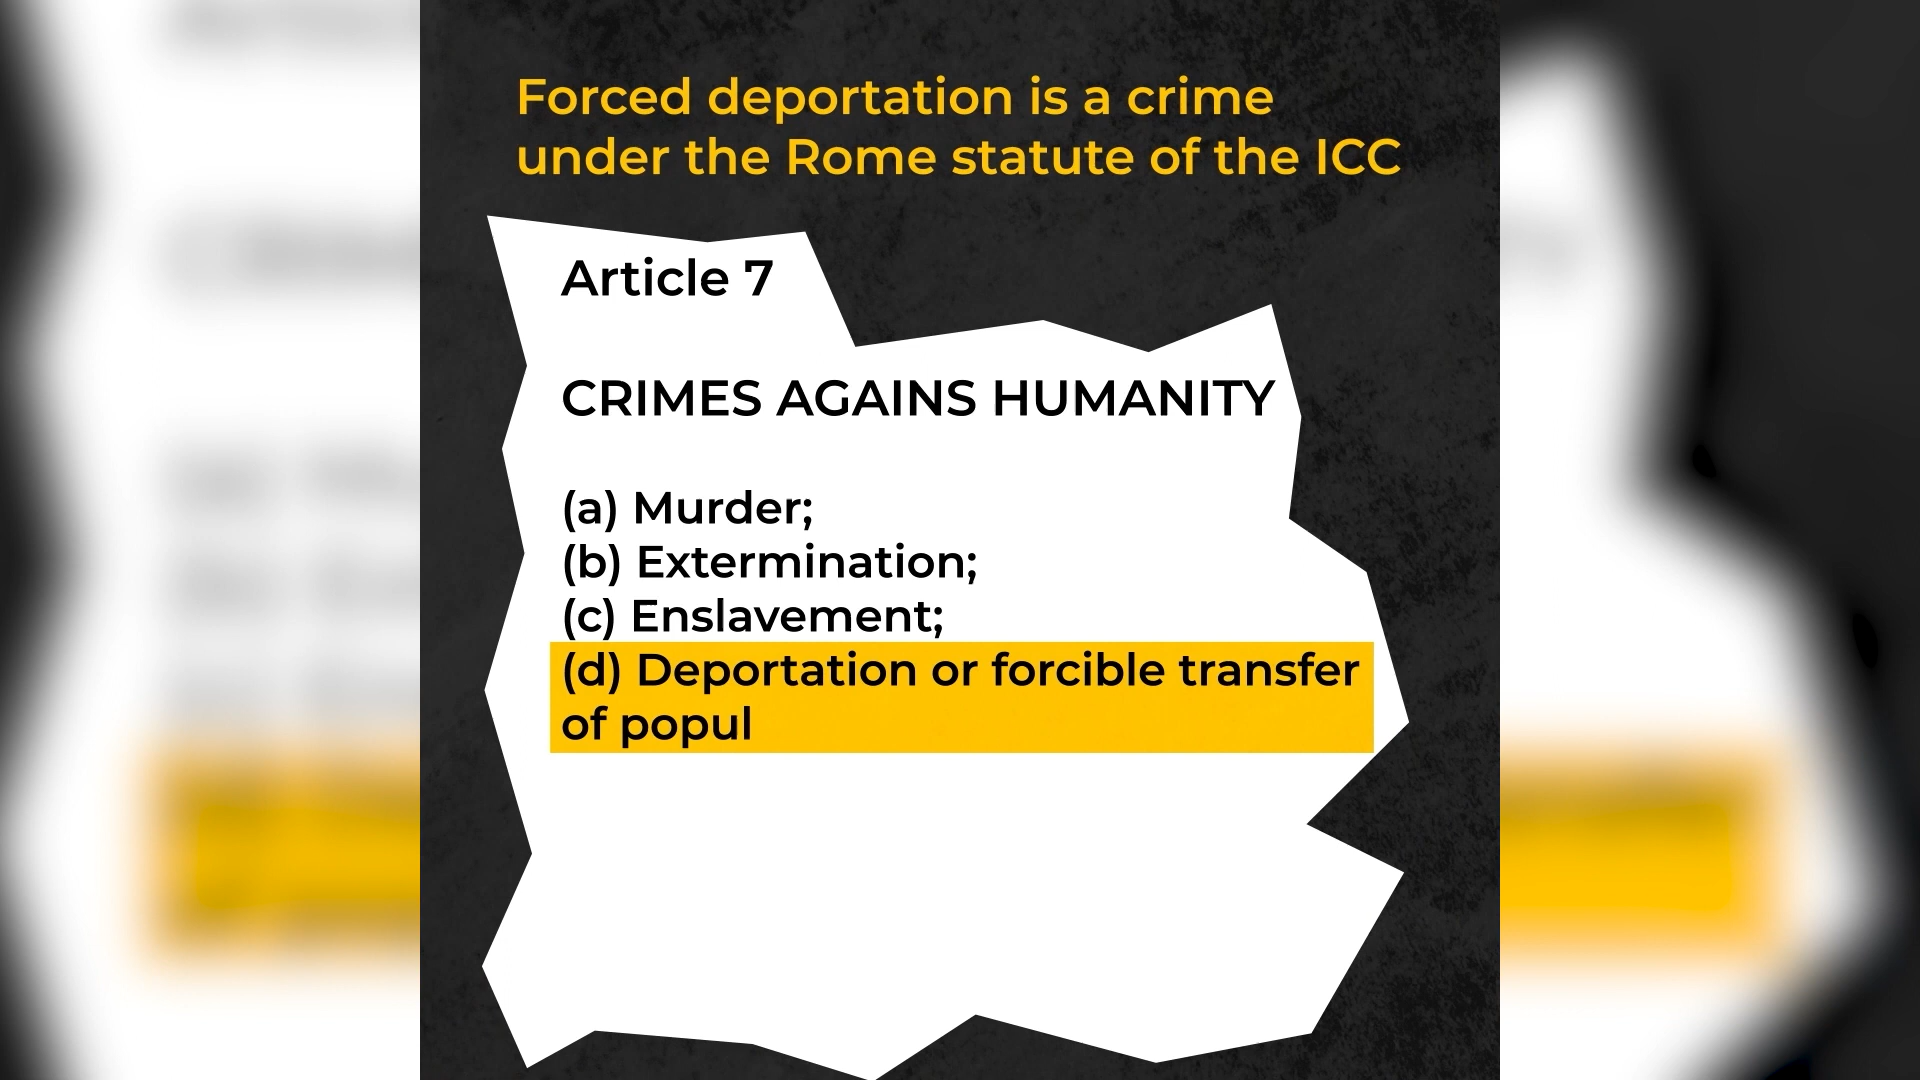 Forced deportation is a crime
under the Rome statute of the ICC
Article 7
CRIMES AGAINS HUMANITY
(a) Murder;
(b) Extermination;
(c) Enslavement;
(d) Deportation or forcible transfer
of popul